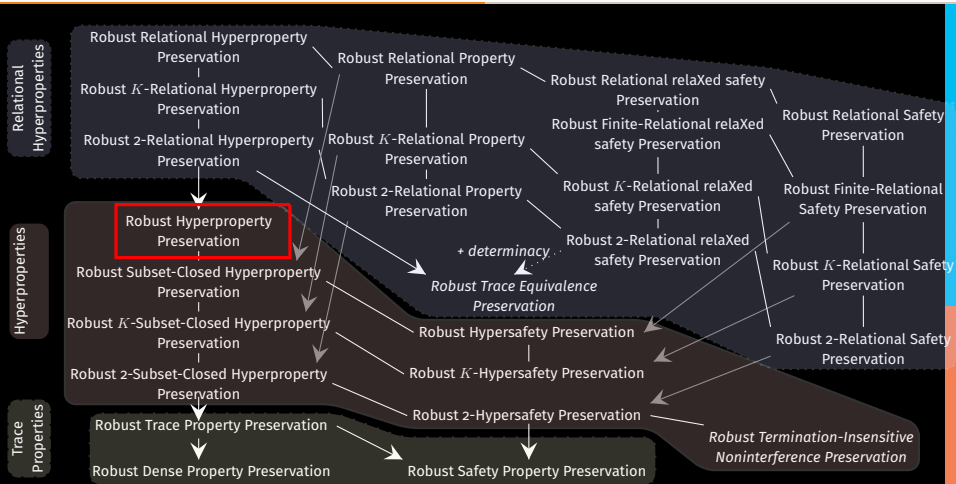 Relational
Hyperproperties
Robust Relational Hyperproperty
Preservation
Robust K-Relational Hyperproperty
Preservation
Robust 2-Relational Hyperproperty
Preservation
Robust Relational Property
Preservation
Robust K-Relational Property
Preservation
Robust 2-Relational Property
Preservation
Robust Relational relaXed safety
Preservation
Robust Finite-Relational relaXed
safety Preservation
Robust K-Relational relaXed
safety Preservation
Robust 2-Relational relaXed
safety Preservation
Robust Relational Safety
Preservation
Robust Finite-Relational
Safety Preservation
Robust K-Relational Safety
Preservation
Robust 2-Relational Safety
Preservation
+ determinacy
Robust Trace Equivalence
Preservation
Hyperproperties
Robust Hyperproperty
Preservation
Robust Subset-Closed Hyperproperty
Preservation
Robust K-Subset-Closed Hyperproperty
Preservation
Robust 2-Subset-Closed Hyperproperty
Preservation
Robust Hypersafety Preservation
Robust K-Hypersafety Preservation
Robust 2-Hypersafety Preservation
Robust Termination-Insensitive
Noninterference Preservation
Trace
Properties
Robust Trace Property Preservation
Robust Dense Property Preservation
Robust Safety Property Preservation